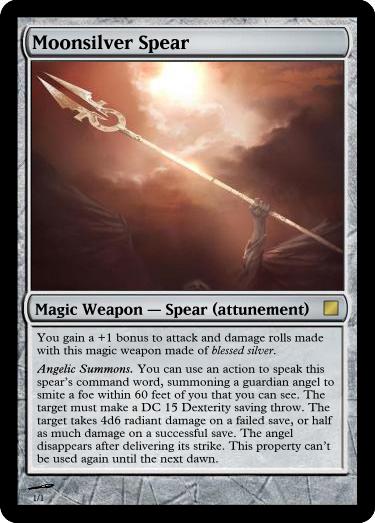 Moonsilver Spear
Magic Weapon — Spear (attunement)
You gain a +1 bonus to attack and damage rolls made
with this magic weapon made of blessed silver.
Angelic Summons. You can use an action to speak this
spear's command word, summoning a guardian angel to
smite a foe within 60 feet of you that you can see. The
target must make a DC 15 Dexterity saving throw. The
target takes 4d6 radiant damage on a failed save, or half
as much damage on a successful save. The angel
disappears after delivering its strike. This property can't
be used again until the next dawn.
1/1